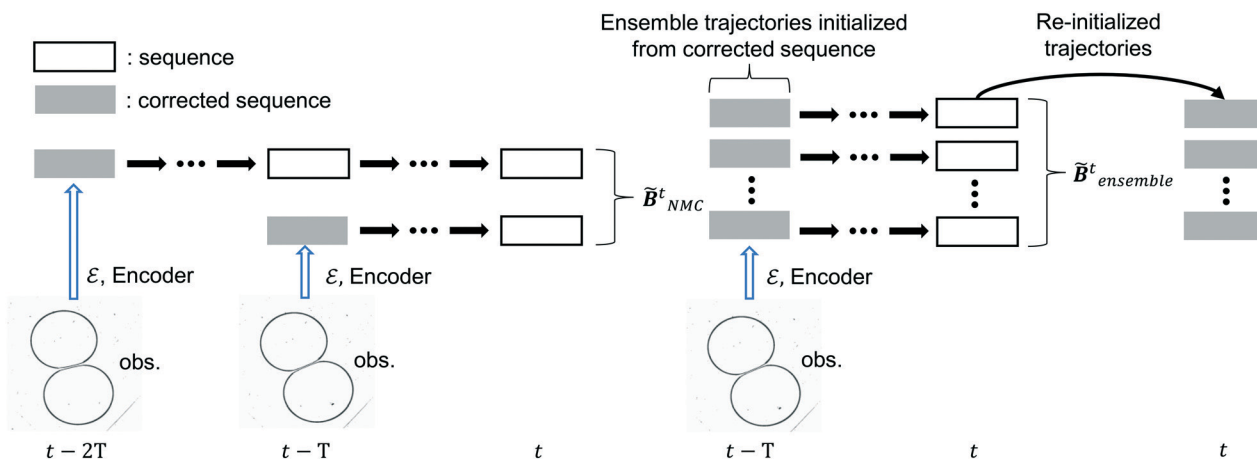 : sequence
: corrected sequence
ℰ, Encoder
obs.
t − 2T
ℰ, Encoder
obs.
t − T
t
B̃ᵗ_NMC
Ensemble trajectories initialized
from corrected sequence
Re-initialized
trajectories
B̃ᵗ_ensemble
ℰ, Encoder
obs.
t − T
t
t